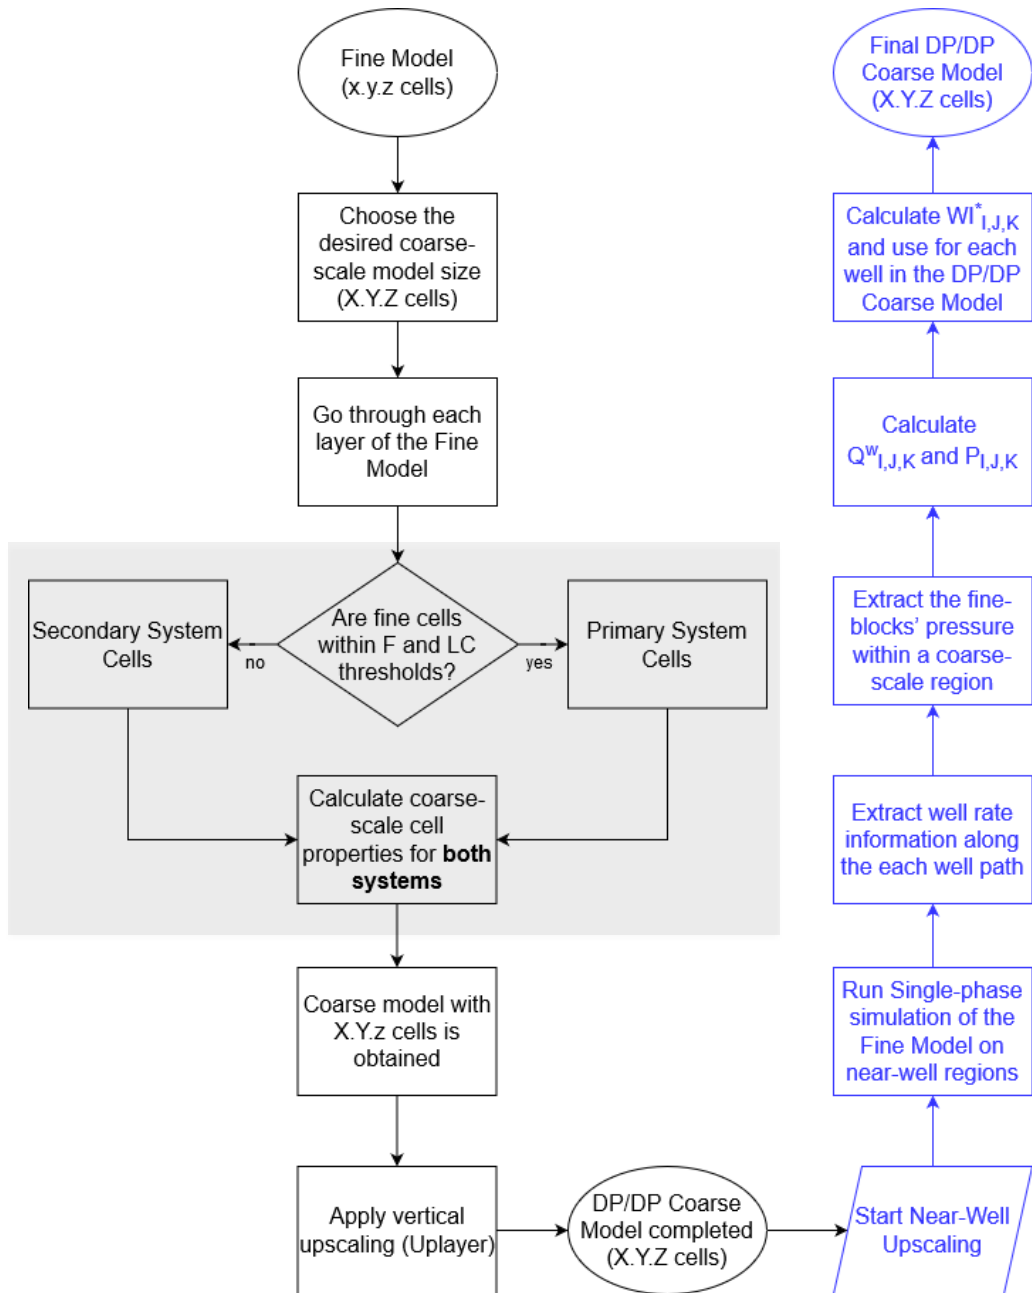 Fine Model
(x.y.z cells)
Choose the
desired coarse-
scale model size
(X.Y.Z cells)
Go through each
layer of the Fine
Model
Are fine cells
within F and LC
thresholds?
no
yes
Secondary System
Cells
Primary System
Cells
Calculate coarse-
scale cell
properties for both
systems
Coarse model with
X.Y.z cells is
obtained
Apply vertical
upscaling (Uplayer)
DP/DP Coarse
Model completed
(X.Y.Z cells)
Start Near-Well
Upscaling
Run Single-phase
simulation of the
Fine Model on
near-well regions
Extract well rate
information along
the each well path
Extract the fine-
blocks’ pressure
within a coarse-
scale region
Calculate
Q^w_I,J,K and P_I,J,K
Calculate WI^*_I,J,K
and use for each
well in the DP/DP
Coarse Model
Final DP/DP
Coarse Model
(X.Y.Z cells)